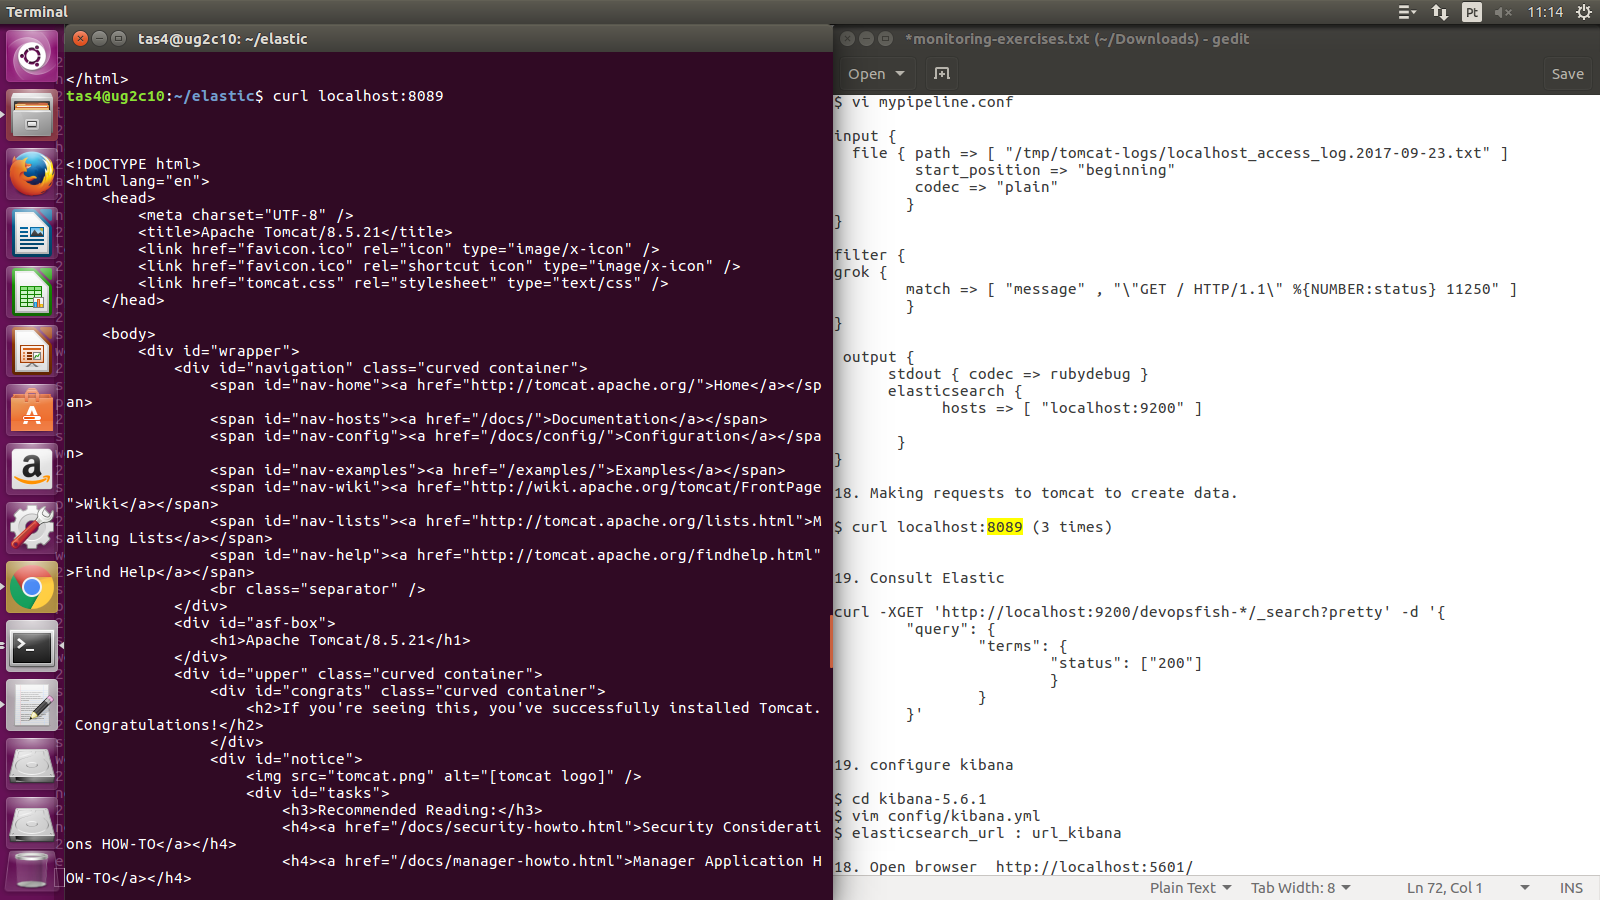 Terminal
Pt
11:14
tas4@ug2c10: ~/elastic
</html>
tas4@ug2c10:~/elastic$ curl localhost:8089
<!DOCTYPE html>
<html lang="en">
    <head>
        <meta charset="UTF-8" />
        <title>Apache Tomcat/8.5.21</title>
        <link href="favicon.ico" rel="icon" type="image/x-icon" />
        <link href="favicon.ico" rel="shortcut icon" type="image/x-icon" />
        <link href="tomcat.css" rel="stylesheet" type="text/css" />
    </head>
    <body>
        <div id="wrapper">
            <div id="navigation" class="curved container">
                <span id="nav-home"><a href="http://tomcat.apache.org/">Home</a></sp
an>
                <span id="nav-hosts"><a href="/docs/">Documentation</a></span>
                <span id="nav-config"><a href="/docs/config/">Configuration</a></spa
n>
                <span id="nav-examples"><a href="/examples/">Examples</a></span>
                <span id="nav-wiki"><a href="http://wiki.apache.org/tomcat/FrontPage
">Wiki</a></span>
                <span id="nav-lists"><a href="http://tomcat.apache.org/lists.html">M
ailing Lists</a></span>
                <span id="nav-help"><a href="http://tomcat.apache.org/findhelp.html"
>Find Help</a></span>
                <br class="separator" />
            </div>
            <div id="asf-box">
                <h1>Apache Tomcat/8.5.21</h1>
            </div>
            <div id="upper" class="curved container">
                <div id="congrats" class="curved container">
                    <h2>If you're seeing this, you've successfully installed Tomcat.
 Congratulations!</h2>
                </div>
                <div id="notice">
                    <img src="tomcat.png" alt="[tomcat logo]" />
                    <div id="tasks">
                        <h3>Recommended Reading:</h3>
                        <h4><a href="/docs/security-howto.html">Security Considerati
ons HOW-TO</a></h4>
                        <h4><a href="/docs/manager-howto.html">Manager Application H
OW-TO</a></h4>
*monitoring-exercises.txt (~/Downloads) - gedit
Open
Save
$ vi mypipeline.conf
input {
  file { path => [ "/tmp/tomcat-logs/localhost_access_log.2017-09-23.txt" ]
         start_position => "beginning"
         codec => "plain"
        }
}
filter {
grok {
        match => [ "message" , "\"GET / HTTP/1.1\" %{NUMBER:status} 11250" ]
        }
}
 output {
      stdout { codec => rubydebug }
      elasticsearch {
            hosts => [ "localhost:9200" ]
       }
}
18. Making requests to tomcat to create data.
$ curl localhost:8089 (3 times)
19. Consult Elastic
curl -XGET 'http://localhost:9200/devopsfish-*/_search?pretty' -d '{
        "query": {
                "terms": {
                        "status": ["200"]
                        }
                }
        }'
19. configure kibana
$ cd kibana-5.6.1
$ vim config/kibana.yml
$ elasticsearch_url : url_kibana
18. Open browser  http://localhost:5601/
Plain Text
Tab Width: 8
Ln 72, Col 1
INS